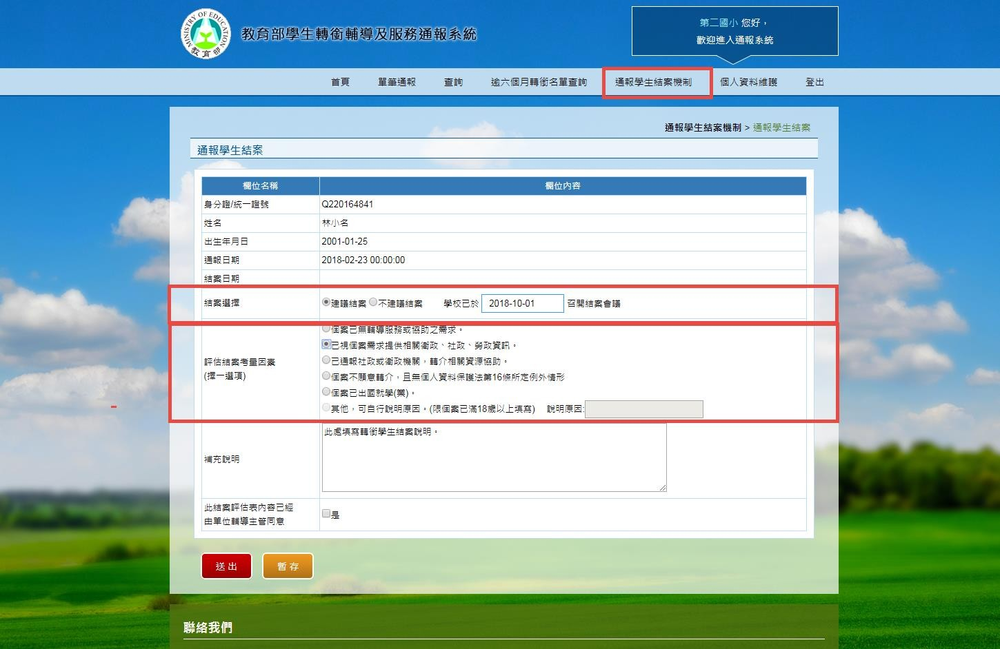 MINISTRY OF EDUCATION
教育部
教育部學生轉銜輔導及服務通報系統
第二國小 您好，
歡迎進入通報系統
首頁 單筆通報 查詢 逾六個月轉銜名單查詢 通報學生結案機制 個人資料維護 登出
通報學生結案機制 > 通報學生結案
通報學生結案
欄位名稱 欄位內容
身分證/統一證號 Q220164841
姓名 林小名
出生年月日 2001-01-25
通報日期 2018-02-23 00:00:00
結案日期
結案選擇 建議結案 不建議結案 學校已於 2018-10-01 召開結案會議
評估結案考量因素
(擇一選項)
個案已無輔導服務或協助之需求。
已視個案需求提供相關衛政、社政、勞政資訊。
已通報社政或衛政機關，轉介相關資源協助。
個案不願意轉介，且無個人資料保護法第16條所定例外情形
個案已出國就學(業)。
其他，可自行說明原因。(限個案已滿18歲以上填寫) 說明原因:
補充說明 此處填寫轉銜學生結案說明。
此結案評估表內容已經
由單位輔導主管同意
是
送出 暫存
聯絡我們